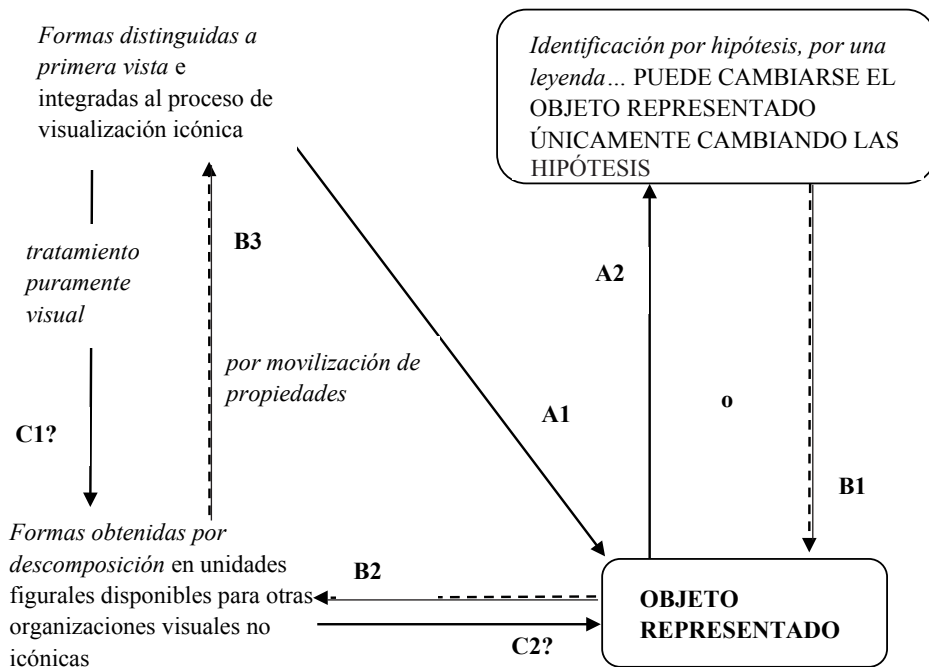 Formas distinguidas a
primera vista e
integradas al proceso de
visualización icónica
Identificación por hipótesis, por una
leyenda… PUEDE CAMBIARSE EL
OBJETO REPRESENTADO
ÚNICAMENTE CAMBIANDO LAS
HIPÓTESIS
tratamiento
puramente
visual
B3
A2
por movilización de
propiedades
A1
o
C1?
B1
Formas obtenidas por
descomposición en unidades
figurales disponibles para otras
organizaciones visuales no
icónicas
B2
C2?
OBJETO
REPRESENTADO